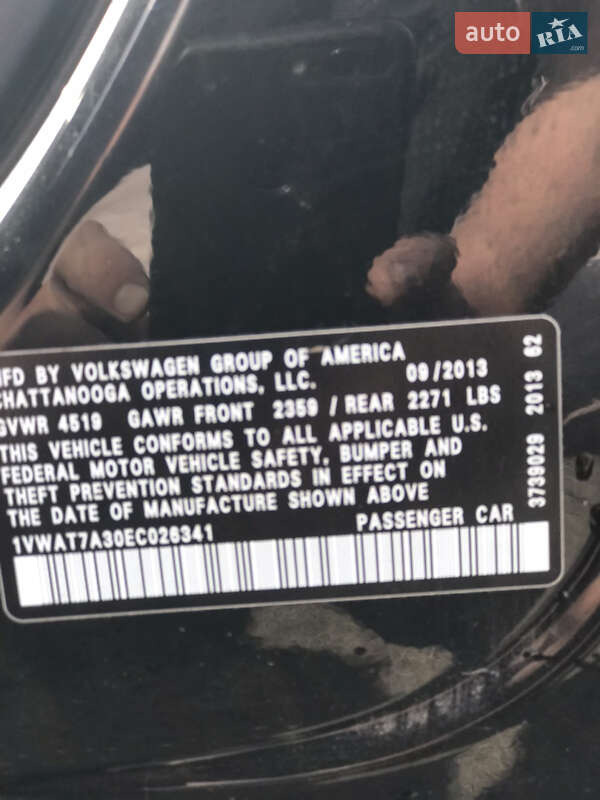 auto RIA .com
MFD BY VOLKSWAGEN GROUP OF AMERICA
CHATTANOOGA OPERATIONS, LLC. 09/2013
GVWR 4519 GAWR FRONT 2359 / REAR 2271 LBS
THIS VEHICLE CONFORMS TO ALL APPLICABLE U.S.
FEDERAL MOTOR VEHICLE SAFETY, BUMPER AND
THEFT PREVENTION STANDARDS IN EFFECT ON
THE DATE OF MANUFACTURE SHOWN ABOVE
1VWAT7A30EC026341 PASSENGER CAR
3739029 2013 62